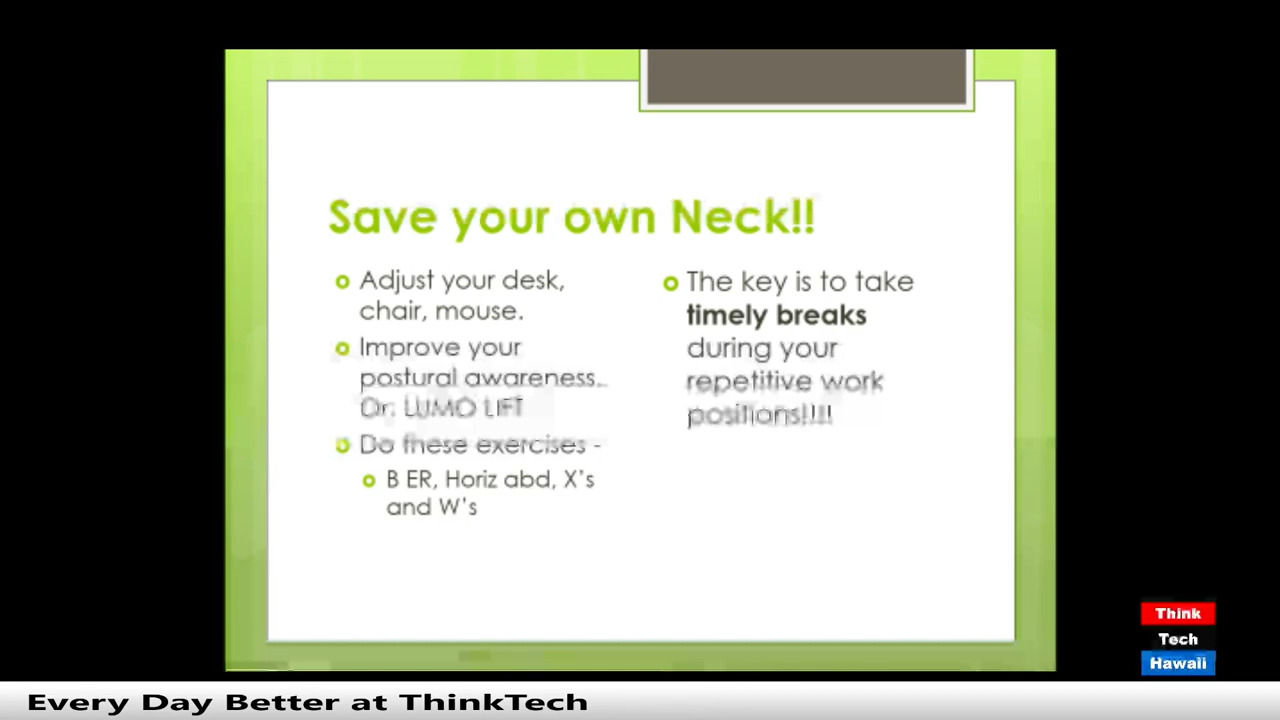 Save your own Neck!!
Adjust your desk,
chair, mouse.
Improve your
postural awareness..
Or: LUMO LIFT
Do these exercises -
B ER, Horiz abd, X's
and W's
The key is to take
timely breaks
during your
repetitive work
positions!!!!
Think
Tech
Hawaii
Every Day Better at ThinkTech